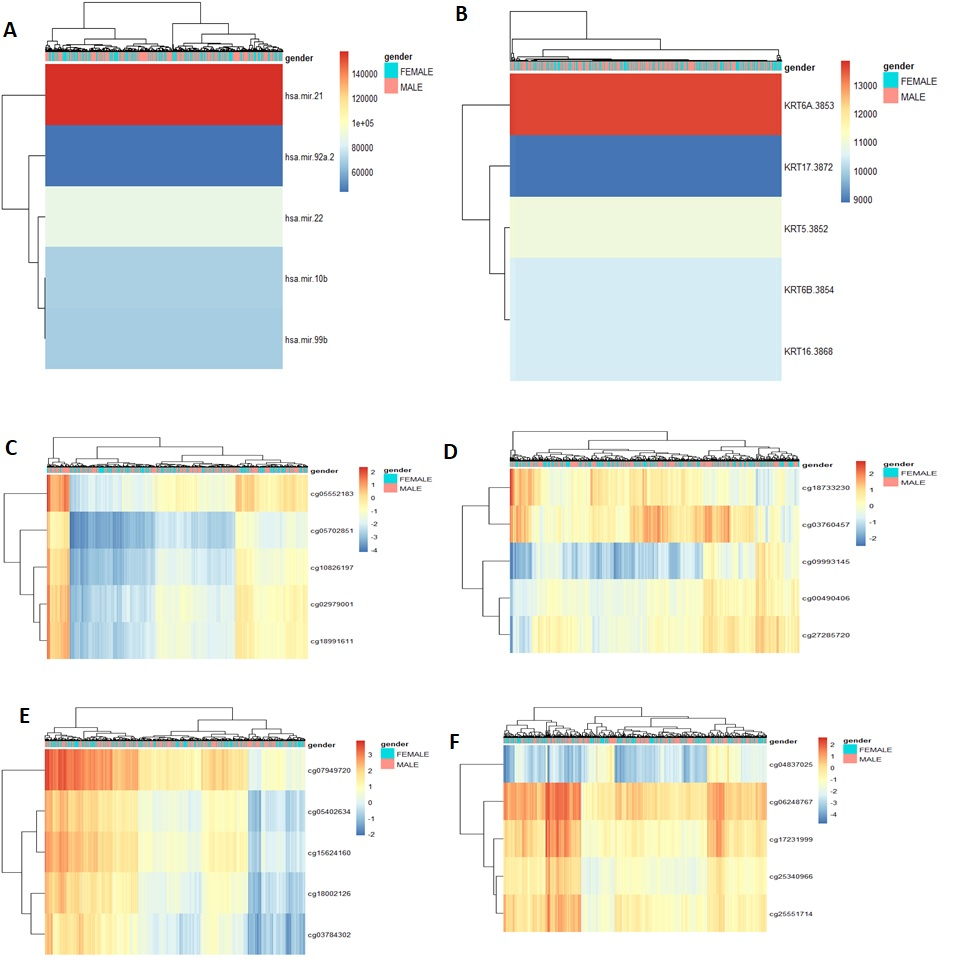 A
gender
hsa.mir.21
hsa.mir.92a.2
hsa.mir.22
hsa.mir.10b
hsa.mir.99b
140000
120000
1e+05
80000
60000
gender
FEMALE
MALE
B
gender
KRT6A.3853
KRT17.3872
KRT5.3852
KRT6B.3854
KRT16.3868
13000
12000
11000
10000
9000
gender
FEMALE
MALE
C
gender
cg05552183
cg05702851
cg10826197
cg02979001
cg18991611
2
1
0
-1
-2
-3
-4
gender
FEMALE
MALE
D
gender
cg18733230
cg03760457
cg09993145
cg00490406
cg27285720
2
1
0
-1
-2
gender
FEMALE
MALE
E
gender
cg07949720
cg05402634
cg15624160
cg18002126
cg03784302
3
2
1
0
-1
-2
gender
FEMALE
MALE
F
gender
cg04837025
cg06248767
cg17231999
cg25340966
cg25551714
2
1
0
-1
-2
-3
-4
gender
FEMALE
MALE